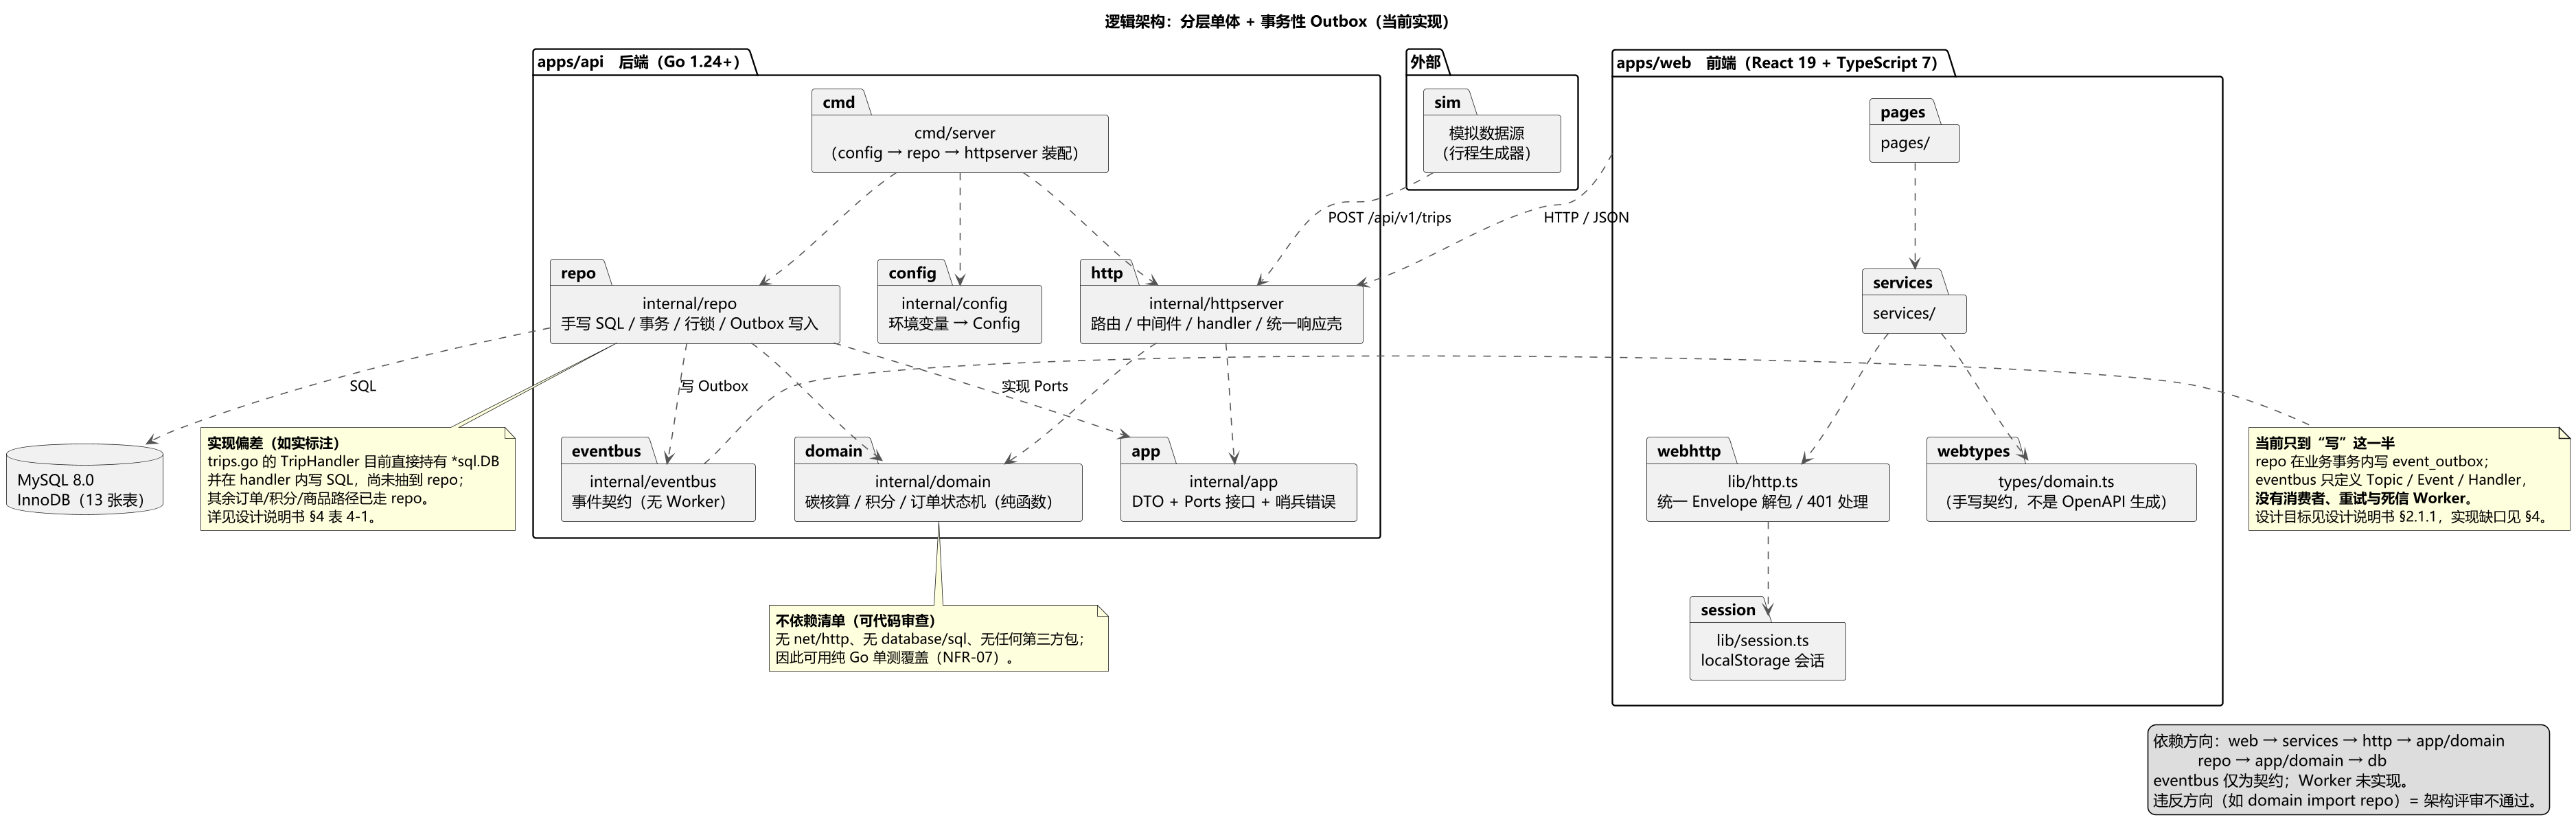 逻辑架构：分层单体 + 事务性 Outbox（当前实现）
apps/api　后端（Go 1.24+）
cmd
cmd/server
（config → repo → httpserver 装配）
repo
internal/repo
手写 SQL / 事务 / 行锁 / Outbox 写入
config
internal/config
环境变量 → Config
http
internal/httpserver
路由 / 中间件 / handler / 统一响应壳
写 Outbox
实现 Ports
eventbus
internal/eventbus
事件契约（无 Worker）
domain
internal/domain
碳核算 / 积分 / 订单状态机（纯函数）
app
internal/app
DTO + Ports 接口 + 哨兵错误
外部
sim
模拟数据源
（行程生成器）
POST /api/v1/trips
HTTP / JSON
apps/web　前端（React 19 + TypeScript 7）
pages
pages/
services
services/
webhttp
lib/http.ts
统一 Envelope 解包 / 401 处理
webtypes
types/domain.ts
（手写契约，不是 OpenAPI 生成）
session
lib/session.ts
localStorage 会话
SQL
MySQL 8.0
InnoDB（13 张表）
实现偏差（如实标注）
trips.go 的 TripHandler 目前直接持有 *sql.DB
并在 handler 内写 SQL，尚未抽到 repo；
其余订单/积分/商品路径已走 repo。
详见设计说明书 §4 表 4-1。
不依赖清单（可代码审查）
无 net/http、无 database/sql、无任何第三方包；
因此可用纯 Go 单测覆盖（NFR-07）。
当前只到“写”这一半
repo 在业务事务内写 event_outbox；
eventbus 只定义 Topic / Event / Handler，
没有消费者、重试与死信 Worker。
设计目标见设计说明书 §2.1.1，实现缺口见 §4。
依赖方向：web → services → http → app/domain
repo → app/domain → db
eventbus 仅为契约；Worker 未实现。
违反方向（如 domain import repo）= 架构评审不通过。